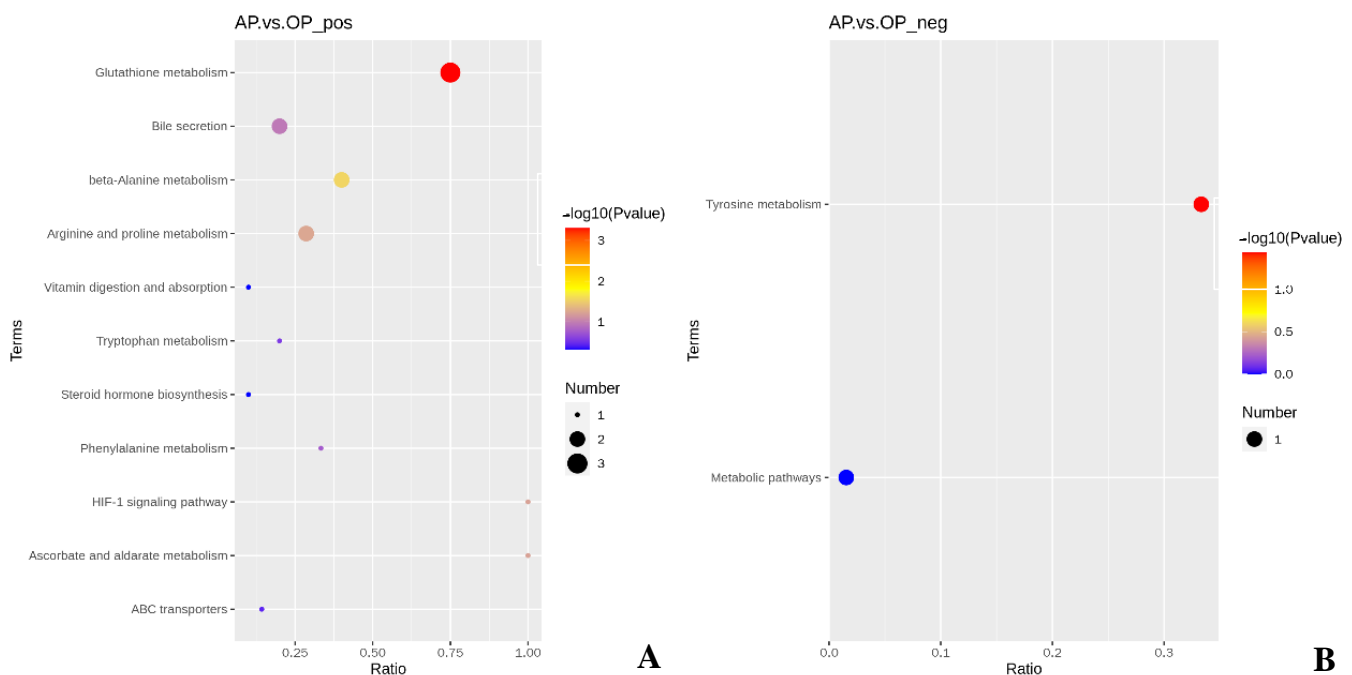 AP.vs.OP_pos
Terms
Glutathione metabolism
Bile secretion
beta-Alanine metabolism
Arginine and proline metabolism
Vitamin digestion and absorption
Tryptophan metabolism
Steroid hormone biosynthesis
Phenylalanine metabolism
HIF-1 signaling pathway
Ascorbate and aldarate metabolism
ABC transporters
0.25 0.50 0.75 1.00
Ratio
-log10(Pvalue)
3
2
1
Number
1
2
3
A
AP.vs.OP_neg
Terms
Tyrosine metabolism
Metabolic pathways
0.0 0.1 0.2 0.3
Ratio
-log10(Pvalue)
1.0
0.5
0.0
Number
1
B